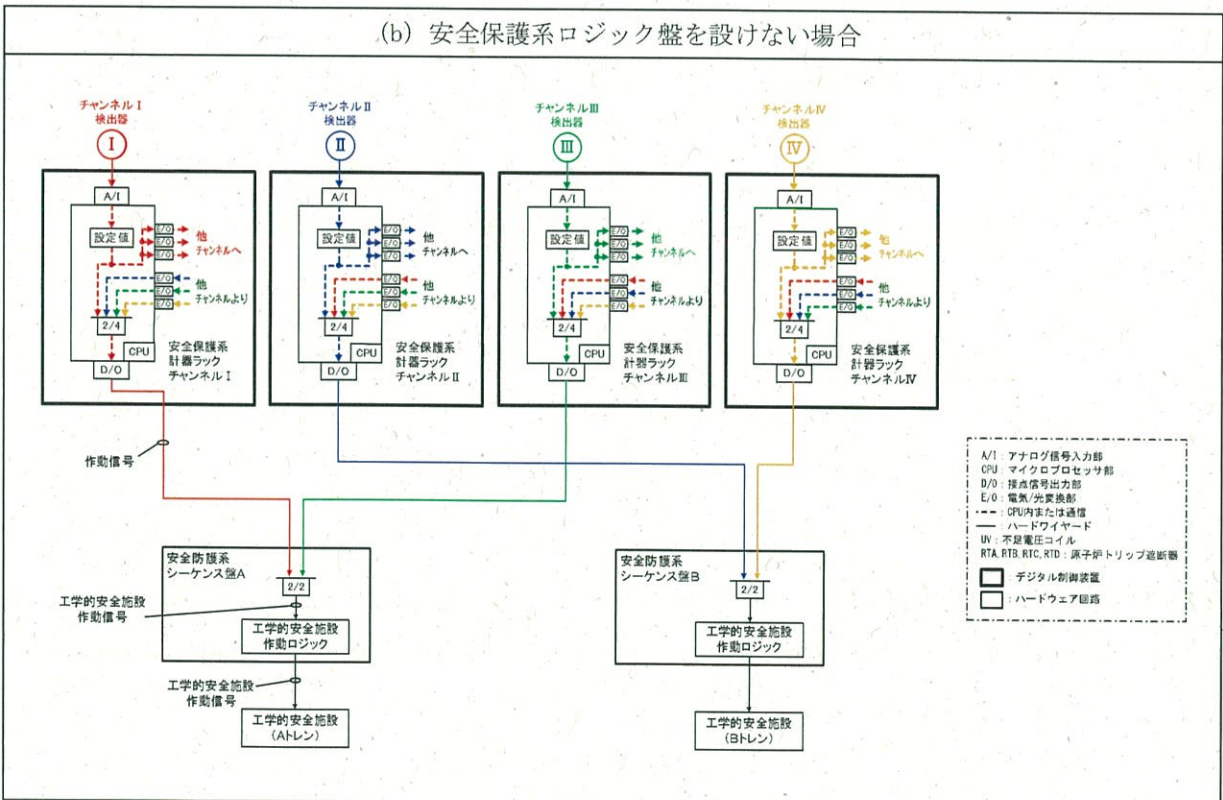 (b) 安全保護系ロジック盤を設けない場合
チャンネルⅠ
検出器
Ⅰ
A/I
設定値
E/O
E/O
E/O
他
チャンネルへ
E/O
E/O
E/O
他
チャンネルより
2/4
CPU
D/O
安全保護系
計器ラック
チャンネルⅠ
チャンネルⅡ
検出器
Ⅱ
A/I
設定値
E/O
E/O
E/O
他
チャンネルへ
E/O
E/O
E/O
他
チャンネルより
2/4
CPU
D/O
安全保護系
計器ラック
チャンネルⅡ
チャンネルⅢ
検出器
Ⅲ
A/I
設定値
E/O
E/O
E/O
他
チャンネルへ
E/O
E/O
E/O
他
チャンネルより
2/4
CPU
D/O
安全保護系
計器ラック
チャンネルⅢ
チャンネルⅣ
検出器
Ⅳ
A/I
設定値
E/O
E/O
E/O
他
チャンネルへ
E/O
E/O
E/O
他
チャンネルより
2/4
CPU
D/O
安全保護系
計器ラック
チャンネルⅣ
作動信号
安全防護系
シーケンス盤A
2/2
工学的安全施設
作動信号
工学的安全施設
作動ロジック
工学的安全施設
作動信号
工学的安全施設
(Aトレン)
安全防護系
シーケンス盤B
2/2
工学的安全施設
作動ロジック
工学的安全施設
(Bトレン)
A/I : アナログ信号入力部
CPU : マイクロプロセッサ部
D/O : 接点信号出力部
E/O : 電気/光変換部
: CPU内または通信
: ハードワイヤード
UV : 不足電圧コイル
RTA, RTB, RTC, RTD : 原子炉トリップ遮断器
: デジタル制御装置
: ハードウェア回路